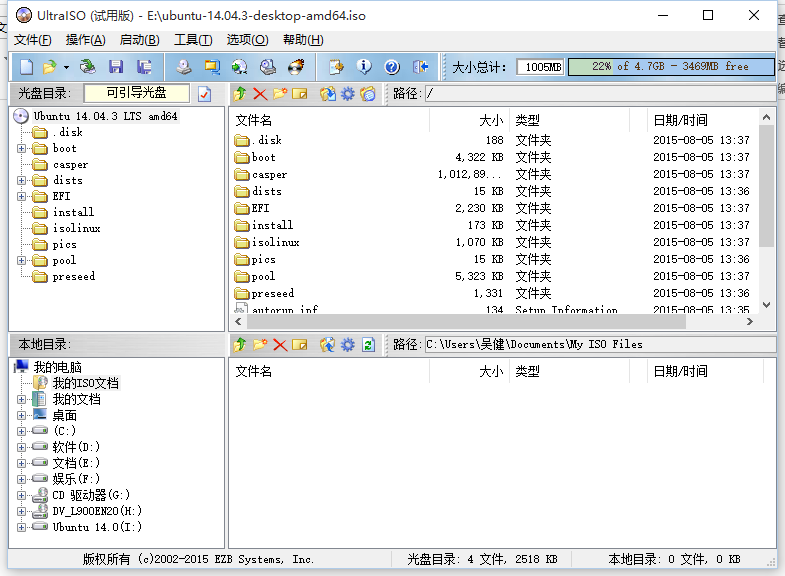 UltraISO (试用版) - E:\ubuntu-14.04.3-desktop-amd64.iso
文件(F) 操作(A) 启动(B) 工具(T) 选项(O) 帮助(H)
大小总计: 1005MB 22% of 4.7GB - 3469MB free
光盘目录: 可引导光盘 路径: /
Ubuntu 14.04.3 LTS amd64
.disk
boot
casper
dists
EFI
install
isolinux
pics
pool
preseed
文件名 大小 类型 日期/时间
.disk 188 文件夹 2015-08-05 13:37
boot 4,322 KB 文件夹 2015-08-05 13:37
casper 1,012,89... 文件夹 2015-08-05 13:37
dists 15 KB 文件夹 2015-08-05 13:36
EFI 2,230 KB 文件夹 2015-08-05 13:37
install 173 KB 文件夹 2015-08-05 13:37
isolinux 1,070 KB 文件夹 2015-08-05 13:37
pics 15 KB 文件夹 2015-08-05 13:36
pool 5,323 KB 文件夹 2015-08-05 13:36
preseed 1,331 文件夹 2015-08-05 13:36
autorun.inf 134 Setup Information 2015-08-05 13:35
本地目录: 路径: C:\Users\吴健\Documents\My ISO Files
我的电脑
我的ISO文档
我的文档
桌面
(C:)
软件(D:)
文档(E:)
娱乐(F:)
CD 驱动器(G:)
DV_L900EN20(H:)
Ubuntu 14.0(I:)
文件名 大小 类型 日期/时间
版权所有 (c)2002-2015 EZB Systems, Inc. 光盘目录: 4 文件, 2518 KB 本地目录: 0 文件, 0 KB